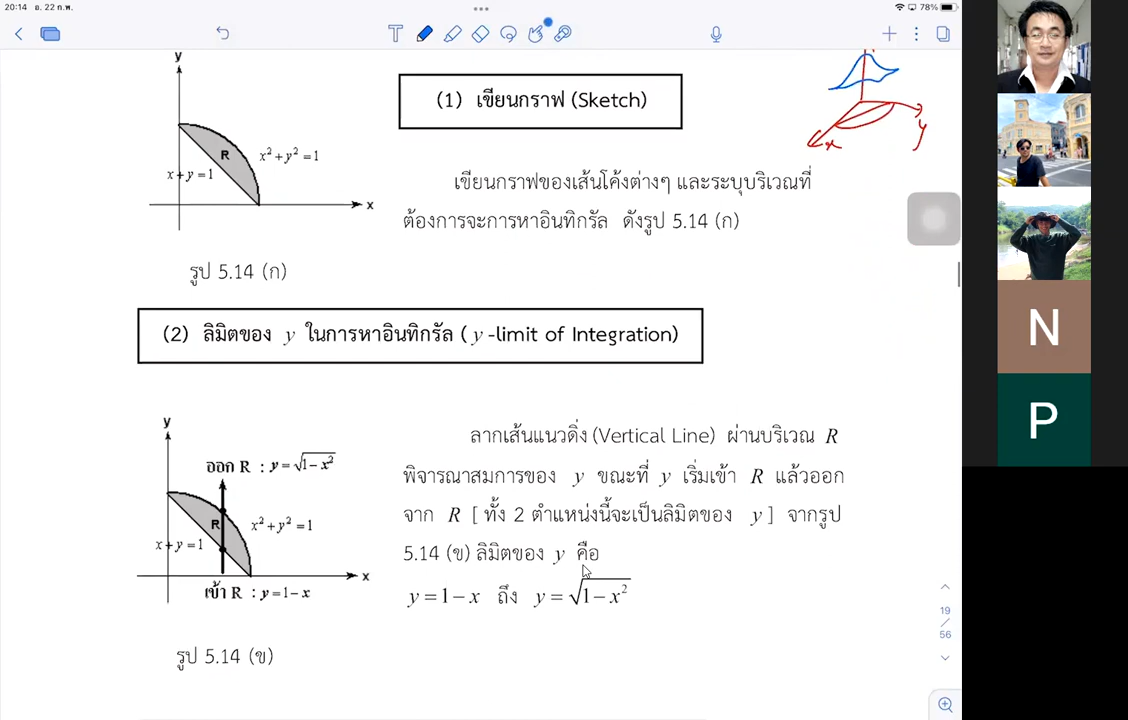 20:14 อ. 22 ก.พ.
78%
T
y
R
x² + y² = 1
x + y = 1
x
รูป 5.14 (ก)
(1) เขียนกราฟ (Sketch)
x
y
เขียนกราฟของเส้นโค้งต่างๆ และระบุบริเวณที่
ต้องการจะการหาอินทิกรัล ดังรูป 5.14 (ก)
(2) ลิมิตของ y ในการหาอินทิกรัล ( y -limit of Integration)
y
ออก R : y = √(1 − x²)
R
x² + y² = 1
x + y = 1
x
เข้า R : y = 1 − x
รูป 5.14 (ข)
ลากเส้นแนวดิ่ง (Vertical Line) ผ่านบริเวณ R
พิจารณาสมการของ y ขณะที่ y เริ่มเข้า R แล้วออก
จาก R [ ทั้ง 2 ตำแหน่งนี้จะเป็นลิมิตของ y ] จากรูป
5.14 (ข) ลิมิตของ y คือ
y = 1 − x ถึง y = √(1 − x²)
19
/
56
N
P